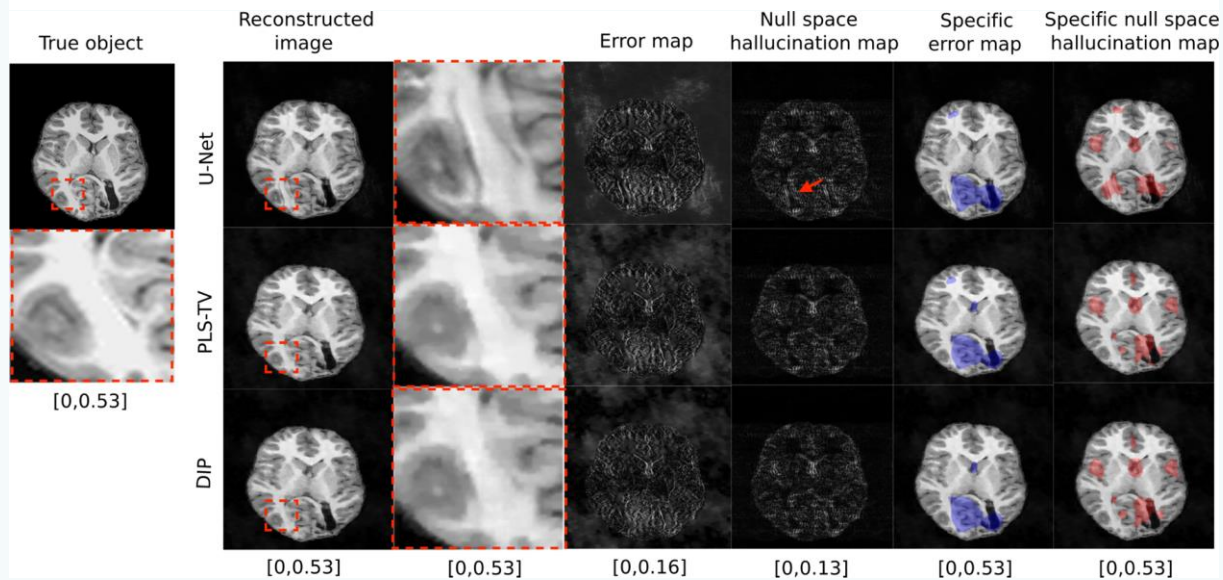 True object
Reconstructed
image
Error map
Null space
hallucination map
Specific
error map
Specific null space
hallucination map
U-Net
PLS-TV
DIP
[0,0.53]
[0,0.53]
[0,0.53]
[0,0.16]
[0,0.13]
[0,0.53]
[0,0.53]